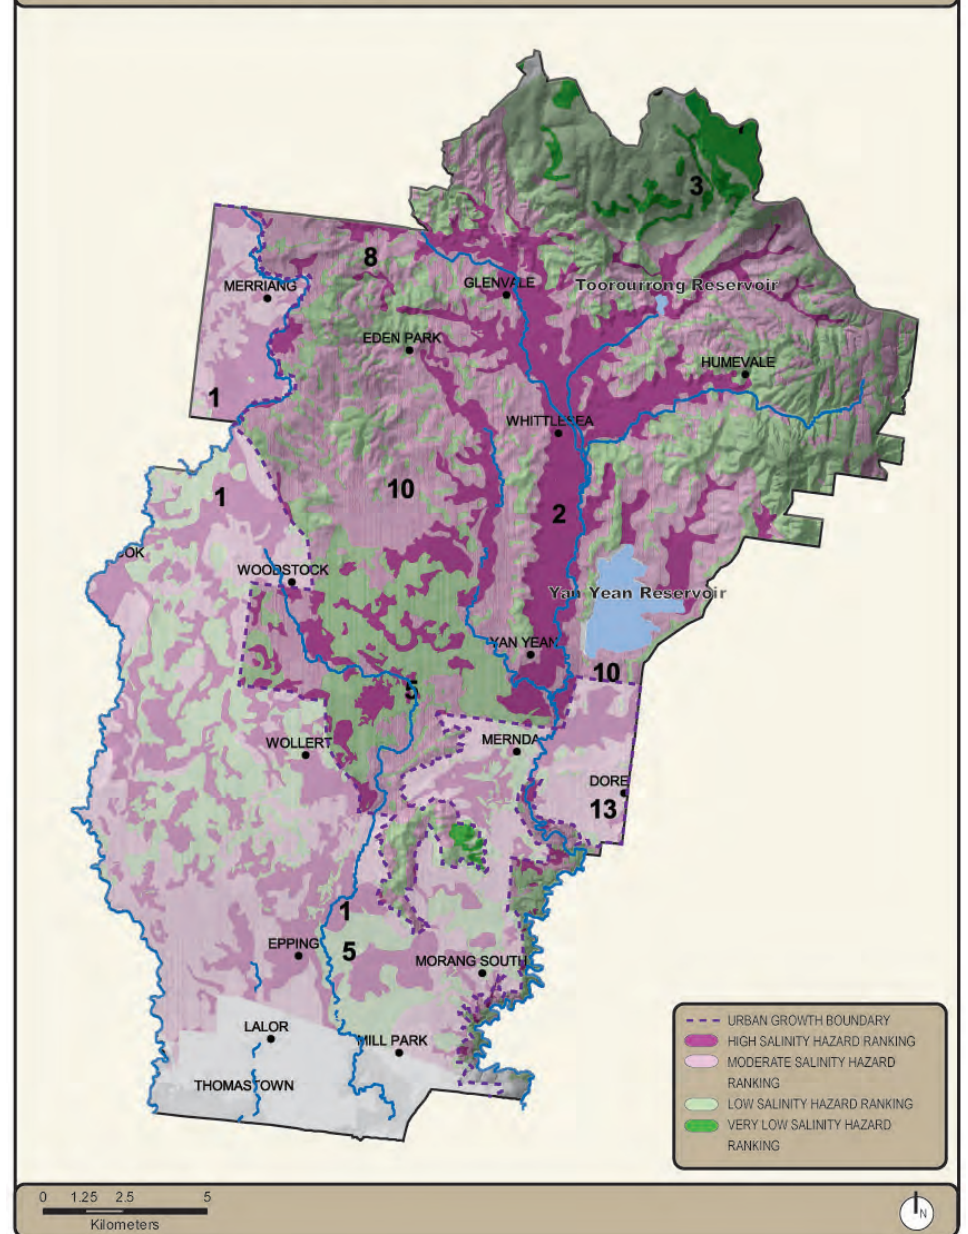 3
8
MERRIANG
GLENVALE
Toorourrong Reservoir
EDEN PARK
HUMEVALE
1
WHITTLESEA
10
1
2
OOK
WOODSTOCK
Yan Yean Reservoir
YAN YEAN
10
5
WOLLERT
MERNDA
DORE
13
1
EPPING
5
MORANG SOUTH
LALOR
MILL PARK
THOMASTOWN
URBAN GROWTH BOUNDARY
HIGH SALINITY HAZARD RANKING
MODERATE SALINITY HAZARD
RANKING
LOW SALINITY HAZARD RANKING
VERY LOW SALINITY HAZARD
RANKING
0 1.25 2.5 5
Kilometers
N